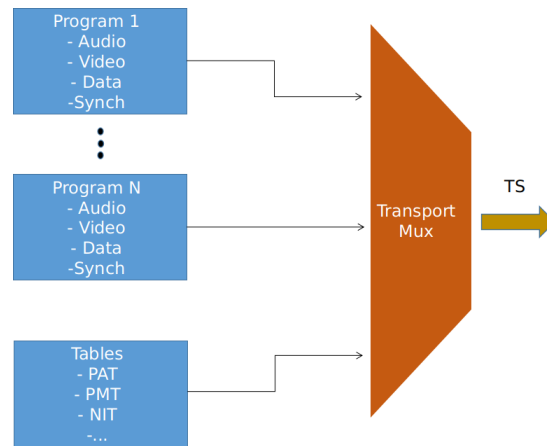 Program 1
- Audio
- Video
- Data
-Synch
Program N
- Audio
- Video
- Data
-Synch
Tables
- PAT
- PMT
- NIT
-...
Transport
Mux
TS